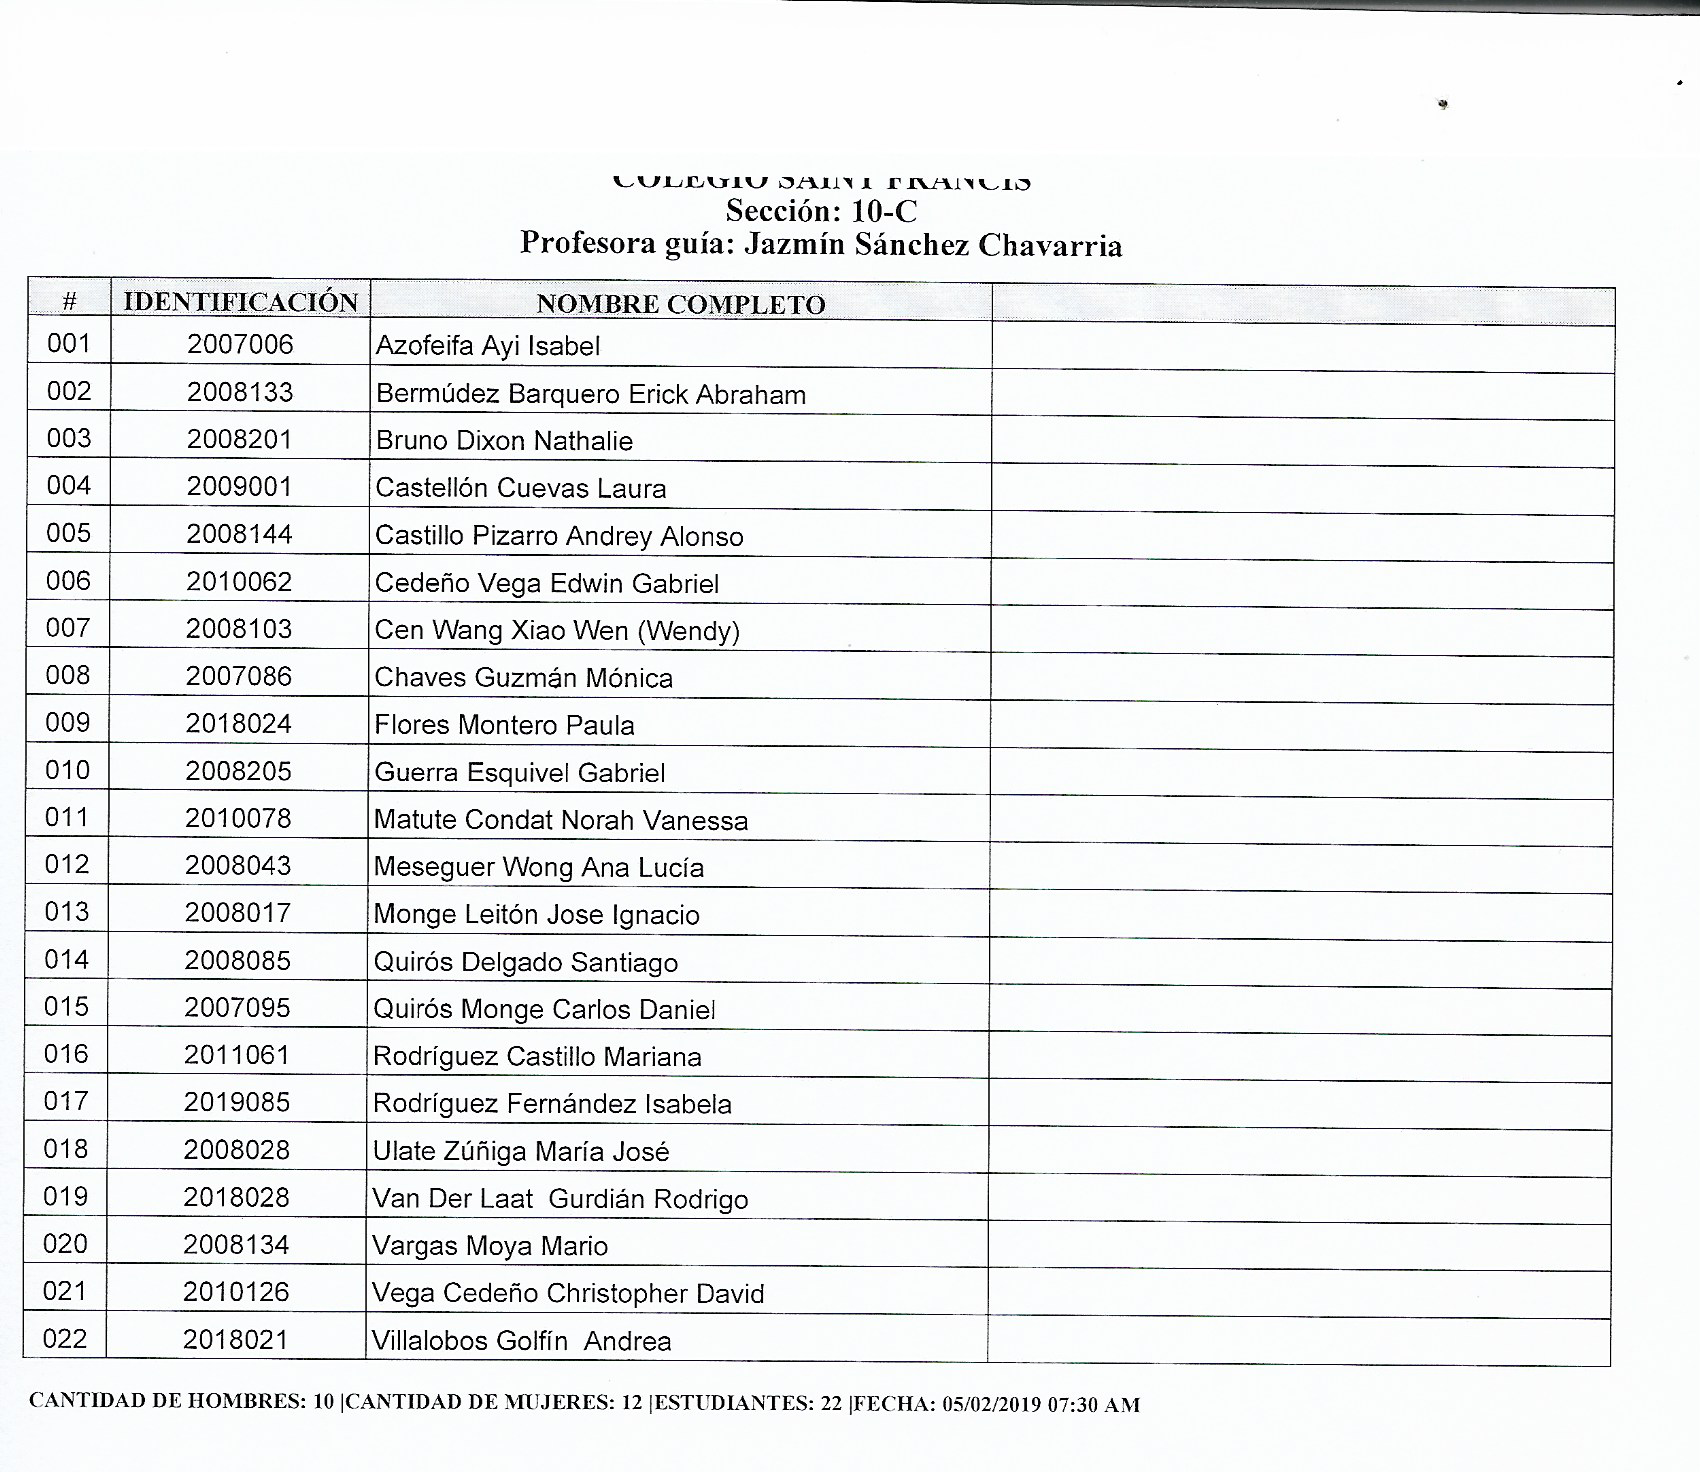 COLEGIO SAINT FRANCIS
Sección: 10-C
Profesora guía: Jazmín Sánchez Chavarria
# IDENTIFICACIÓN NOMBRE COMPLETO
001 2007006 Azofeifa Ayi Isabel
002 2008133 Bermúdez Barquero Erick Abraham
003 2008201 Bruno Dixon Nathalie
004 2009001 Castellón Cuevas Laura
005 2008144 Castillo Pizarro Andrey Alonso
006 2010062 Cedeño Vega Edwin Gabriel
007 2008103 Cen Wang Xiao Wen (Wendy)
008 2007086 Chaves Guzmán Mónica
009 2018024 Flores Montero Paula
010 2008205 Guerra Esquivel Gabriel
011 2010078 Matute Condat Norah Vanessa
012 2008043 Meseguer Wong Ana Lucía
013 2008017 Monge Leitón Jose Ignacio
014 2008085 Quirós Delgado Santiago
015 2007095 Quirós Monge Carlos Daniel
016 2011061 Rodríguez Castillo Mariana
017 2019085 Rodríguez Fernández Isabela
018 2008028 Ulate Zúñiga María José
019 2018028 Van Der Laat  Gurdián Rodrigo
020 2008134 Vargas Moya Mario
021 2010126 Vega Cedeño Christopher David
022 2018021 Villalobos Golfín  Andrea
CANTIDAD DE HOMBRES: 10 |CANTIDAD DE MUJERES: 12 |ESTUDIANTES: 22 |FECHA: 05/02/2019 07:30 AM